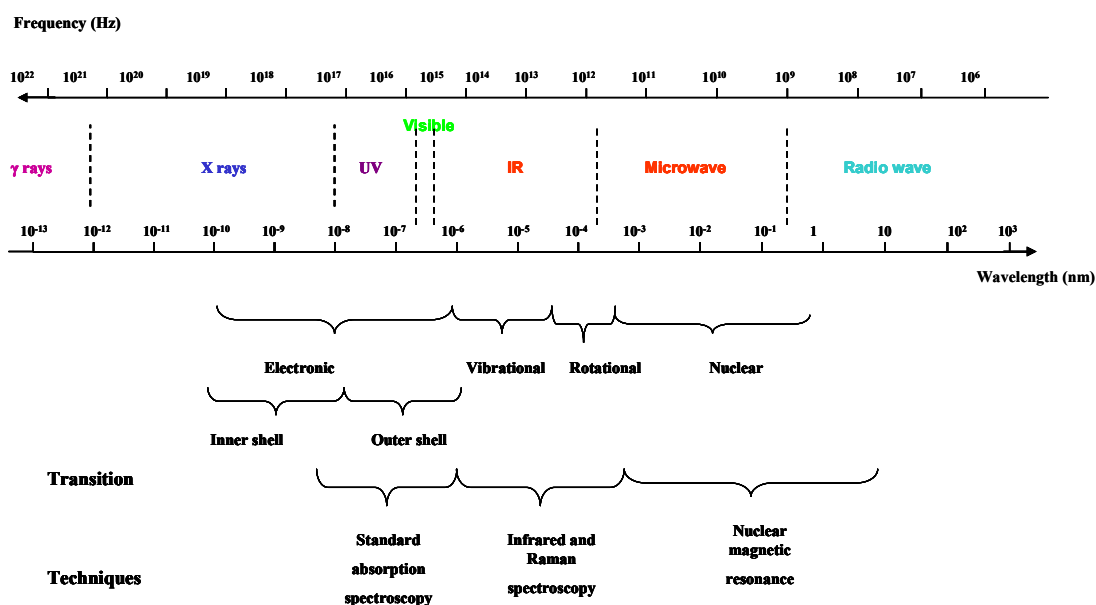 Frequency (Hz)
10²² 10²¹ 10²⁰ 10¹⁹ 10¹⁸ 10¹⁷ 10¹⁶ 10¹⁵ 10¹⁴ 10¹³ 10¹² 10¹¹ 10¹⁰ 10⁹ 10⁸ 10⁷ 10⁶
Visible
γ rays X rays UV IR Microwave Radio wave
10⁻¹³ 10⁻¹² 10⁻¹¹ 10⁻¹⁰ 10⁻⁹ 10⁻⁸ 10⁻⁷ 10⁻⁶ 10⁻⁵ 10⁻⁴ 10⁻³ 10⁻² 10⁻¹ 1 10 10² 10³
Wavelength (nm)
Electronic Vibrational Rotational Nuclear
Inner shell Outer shell
Transition
Standard
absorption
spectroscopy
Infrared and
Raman
spectroscopy
Nuclear
magnetic
resonance
Techniques